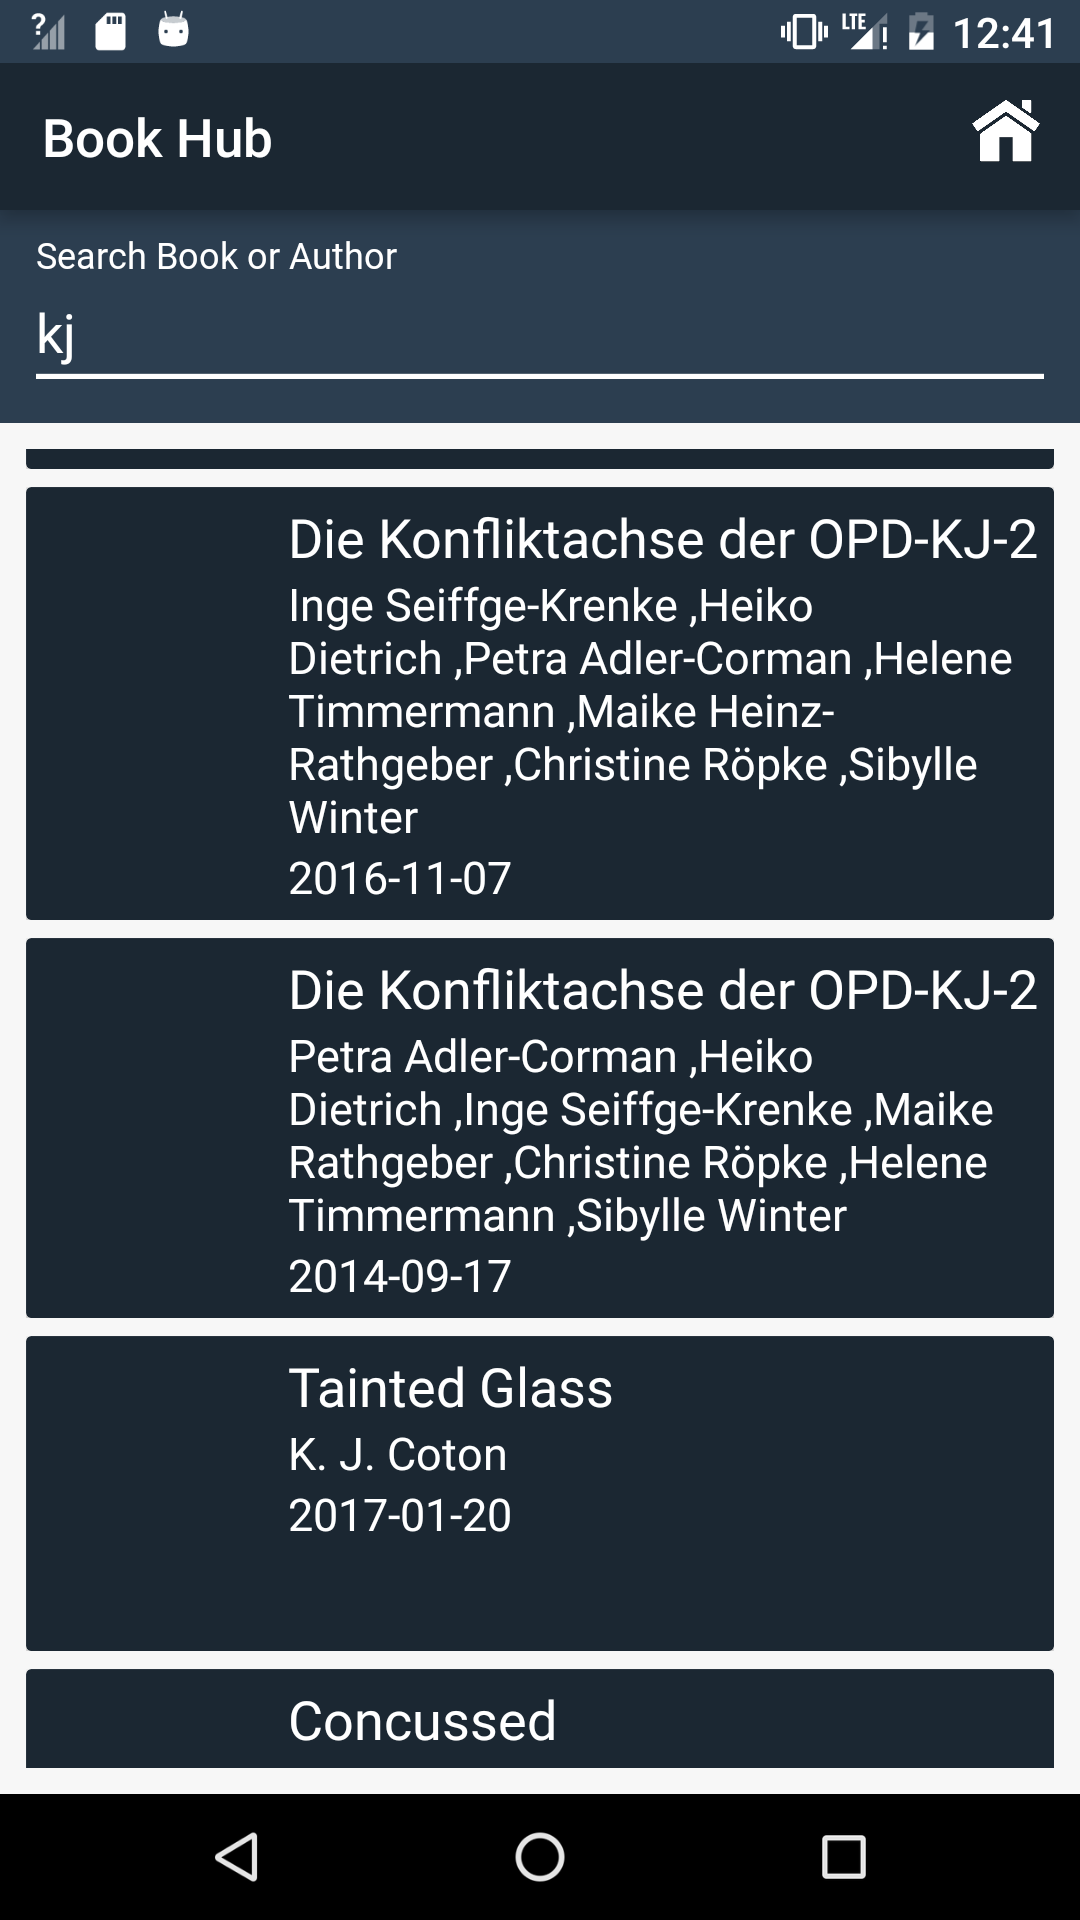 LTE 12:41
Book Hub
Search Book or Author
kj
Die Konfliktachse der OPD-KJ-2
Inge Seiffge-Krenke ,Heiko
Dietrich ,Petra Adler-Corman ,Helene
Timmermann ,Maike Heinz-
Rathgeber ,Christine Röpke ,Sibylle
Winter
2016-11-07
Die Konfliktachse der OPD-KJ-2
Petra Adler-Corman ,Heiko
Dietrich ,Inge Seiffge-Krenke ,Maike
Rathgeber ,Christine Röpke ,Helene
Timmermann ,Sibylle Winter
2014-09-17
Tainted Glass
K. J. Coton
2017-01-20
Concussed